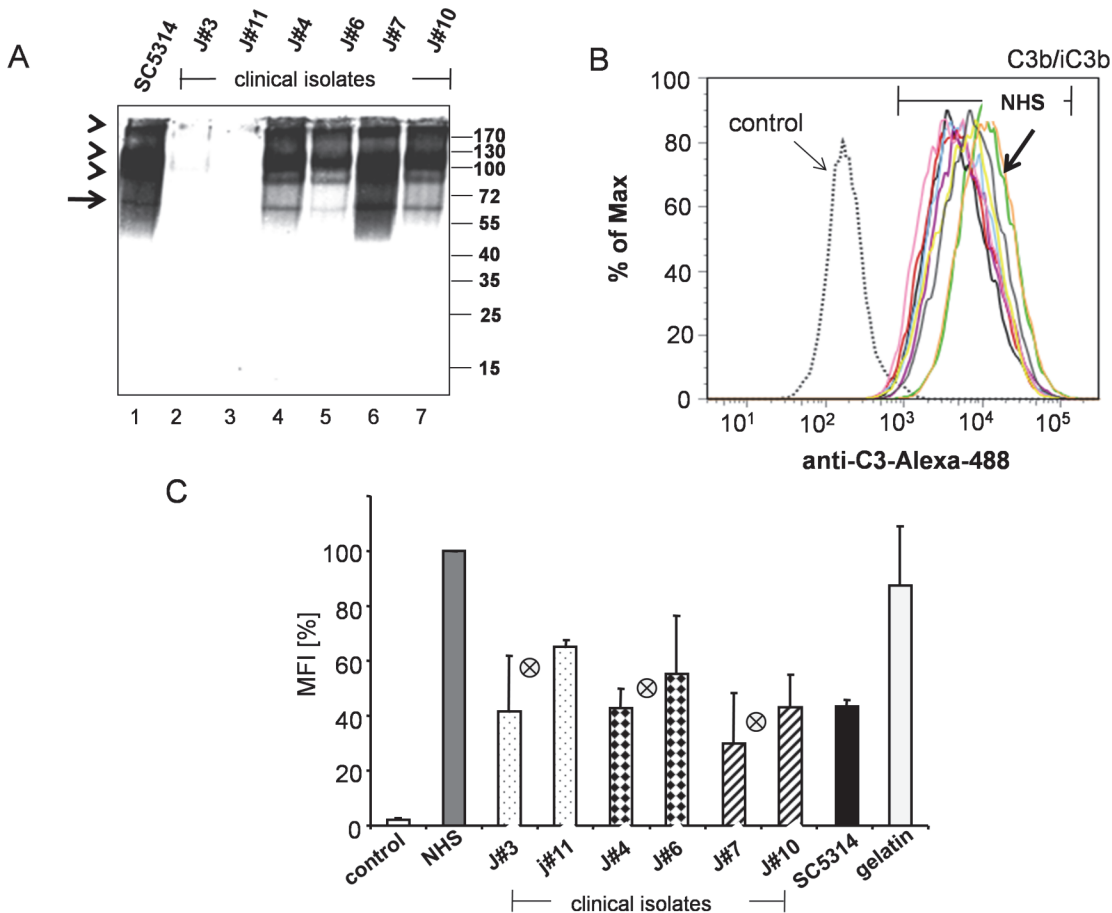 A
SC5314 J#3 J#11 J#4 J#6 J#7 J#10
clinical isolates
170
130
100
72
55
40
35
25
15
1 2 3 4 5 6 7
B
C3b/iC3b
NHS
control
% of Max
100
80
60
40
20
0
10¹ 10² 10³ 10⁴ 10⁵
anti-C3-Alexa-488
C
MFI [%]
100
80
60
40
20
0
control NHS J#3 j#11 J#4 J#6 J#7 J#10 SC5314 gelatin
clinical isolates